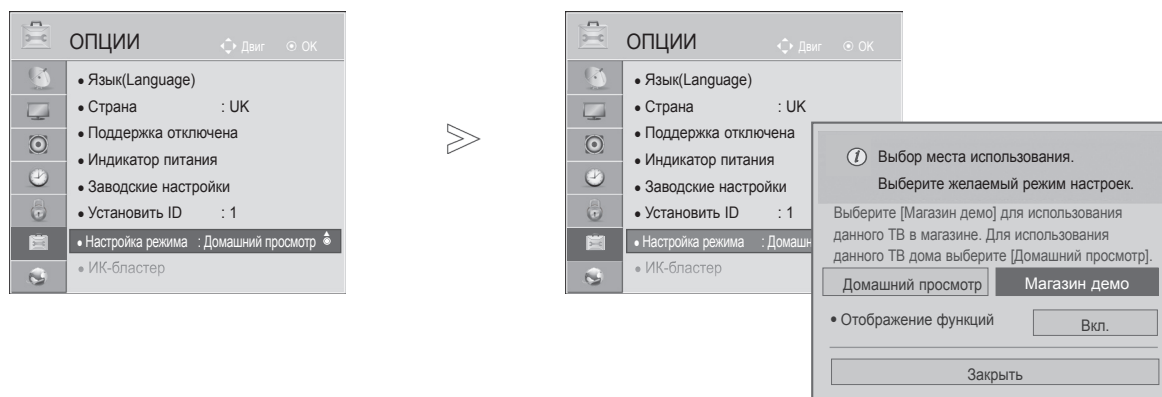 ОПЦИИ Двиг ОК
• Язык(Language)
• Страна : UK
• Поддержка отключена
• Индикатор питания
• Заводские настройки
• Установить ID : 1
• Настройка режима : Домашний просмотр
• ИК-бластер
ОПЦИИ Двиг ОК
• Язык(Language)
• Страна : UK
• Поддержка отключена
• Индикатор питания
• Заводские настройки
• Установить ID : 1
• Настройка режима : Домашн
• ИК-бластер
Выбор места использования.
Выберите желаемый режим настроек.
Выберите [Магазин демо] для использования
данного ТВ в магазине. Для использования
данного ТВ дома выберите [Домашний просмотр].
Домашний просмотр Магазин демо
• Отображение функций Вкл.
Закрыть